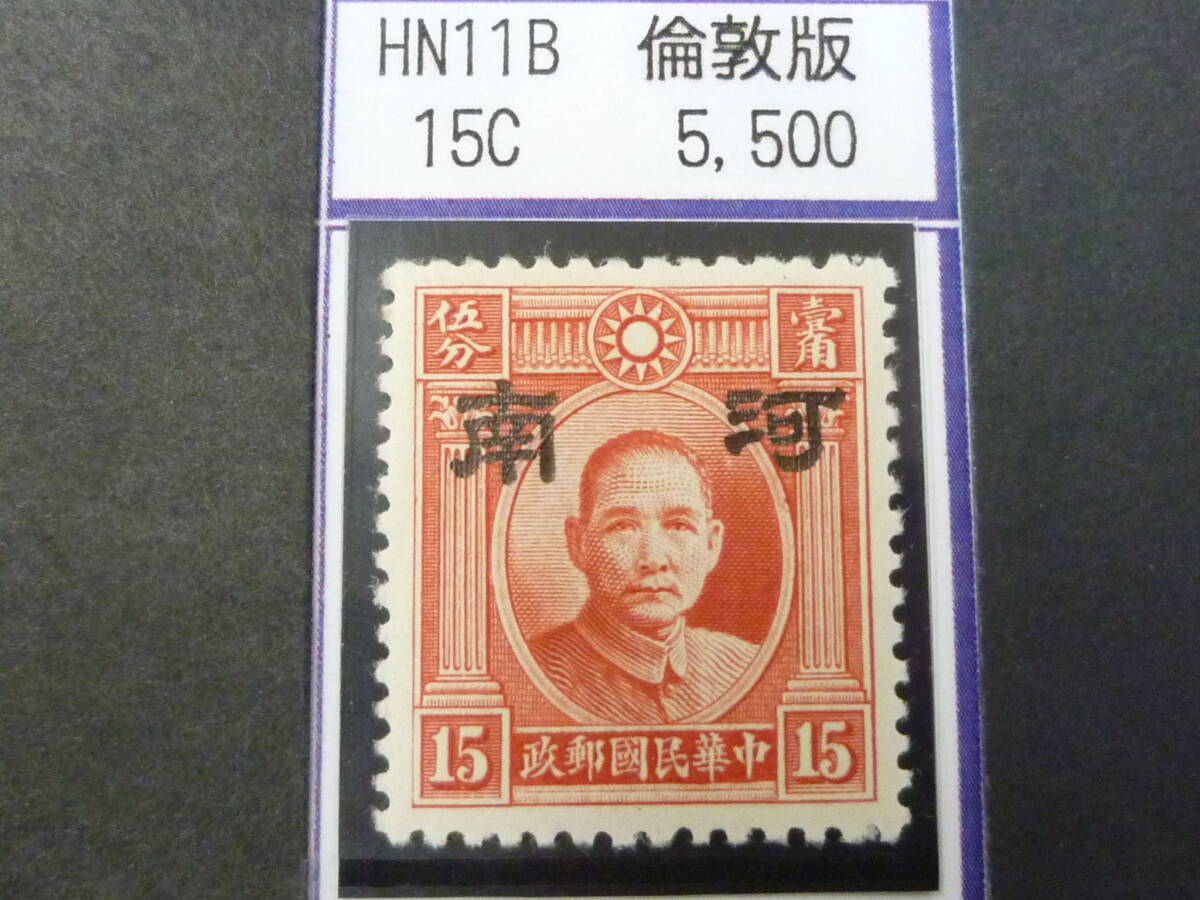 HN11B 倫敦版
15C 5,500
壹角
伍分
河南
15 中華民國郵政 15